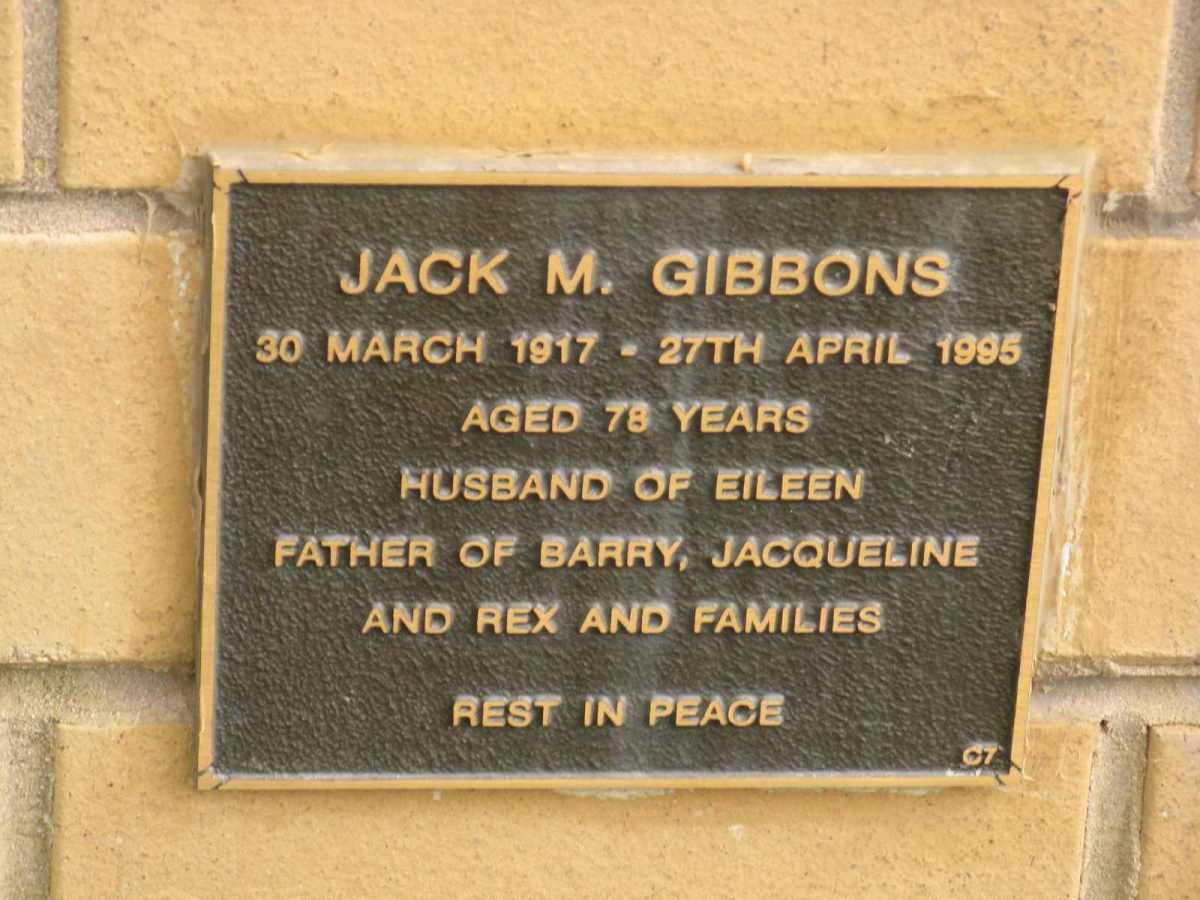 JACK M. GIBBONS
30 MARCH 1917 - 27TH APRIL 1995
AGED 78 YEARS
HUSBAND OF EILEEN
FATHER OF BARRY, JACQUELINE
AND REX AND FAMILIES
REST IN PEACE
C7